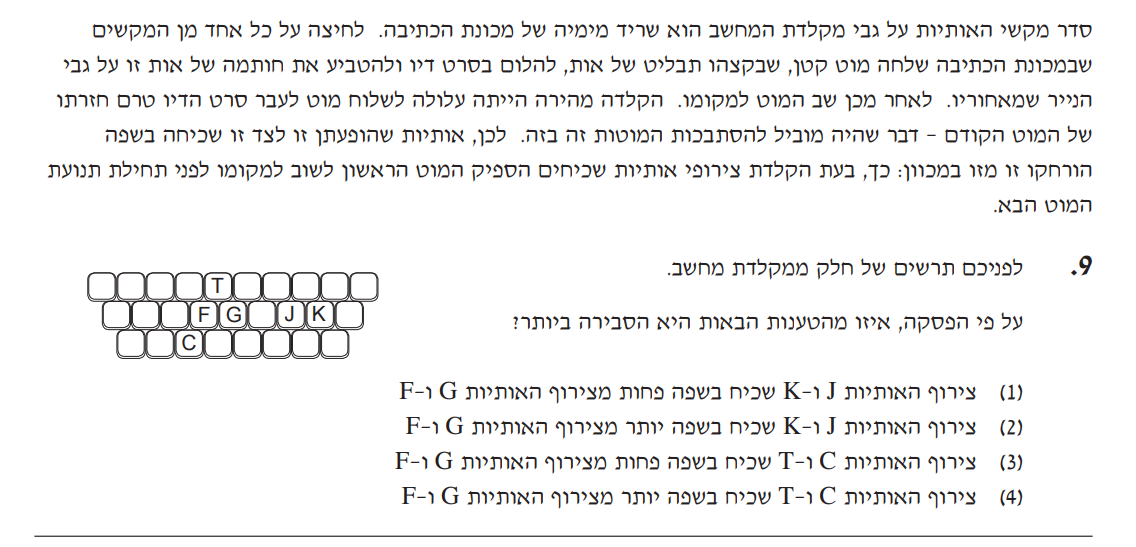 סדר מקשי האותיות על גבי מקלדת המחשב הוא שריד מימיה של מכונת הכתיבה. לחיצה על כל אחד מן המקשים
שבמכונת הכתיבה שלחה מוט קטן, שבקצהו תבליט של אות, להלום בסרט דיו ולהטביע את חותמה של אות זו על גבי
הנייר שמאחוריו. לאחר מכן שב המוט למקומו. הקלדה מהירה הייתה עלולה לשלוח מוט לעבר סרט הדיו טרם חזרתו
של המוט הקודם – דבר שהיה מוביל להסתבכות המוטות זה בזה. לכן, אותיות שהופעתן זו לצד זו שכיחה בשפה
הורחקו זו מזו במכוון: כך, בעת הקלדת צירופי אותיות שכיחים הספיק המוט הראשון לשוב למקומו לפני תחילת תנועת
המוט הבא.
9. לפניכם תרשים של חלק ממקלדת מחשב.
T
F G J K
C
על פי הפסקה, איזו מהטענות הבאות היא הסבירה ביותר?
(1) צירוף האותיות J ו-K שכיח בשפה פחות מצירוף האותיות G ו-F
(2) צירוף האותיות J ו-K שכיח בשפה יותר מצירוף האותיות G ו-F
(3) צירוף האותיות C ו-T שכיח בשפה פחות מצירוף האותיות G ו-F
(4) צירוף האותיות C ו-T שכיח בשפה יותר מצירוף האותיות G ו-F